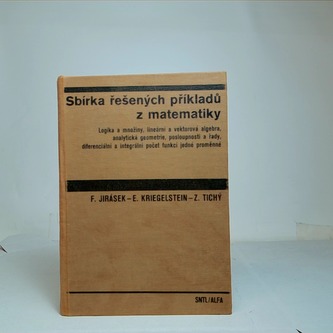 Sbírka řešených příkladů
z matematiky
Logika a množiny, lineární a vektorová algebra,
analytická geometrie, posloupnosti a řady,
diferenciální a integrální počet funkcí jedné proměnné
F. JIRÁSEK – E. KRIEGELSTEIN – Z. TICHÝ
SNTL/ALFA